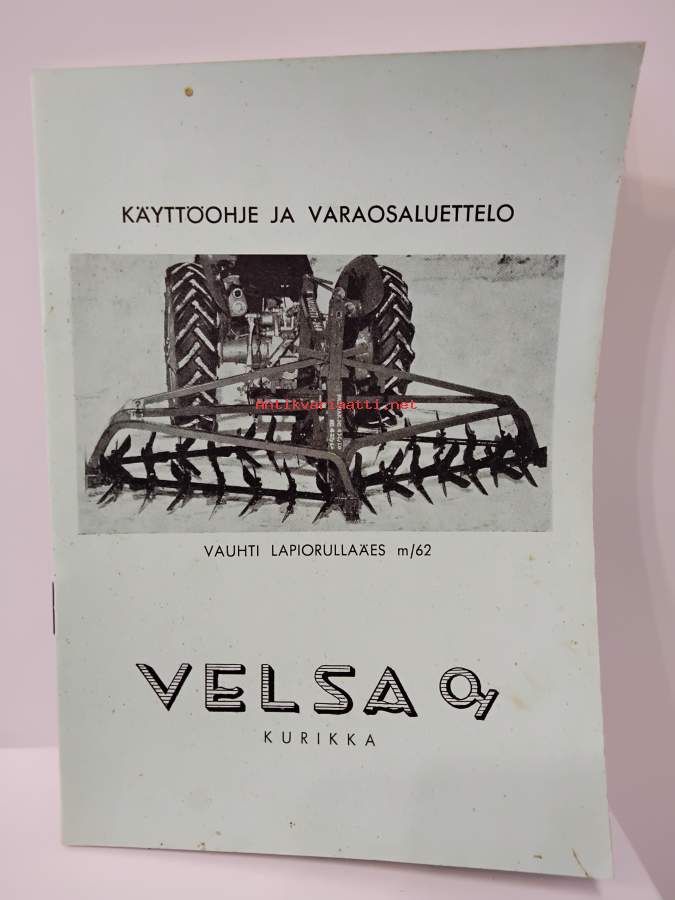 KÄYTTÖOHJE JA VARAOSALUETTELO
Antikvariaatti.net
VAUHTI LAPIORULLAÄES m/62
VELSA OY
KURIKKA